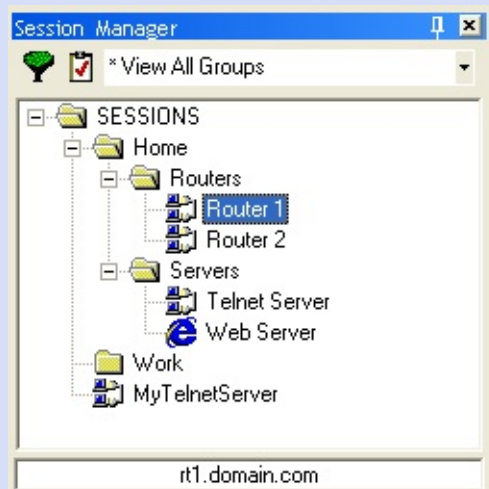 Session Manager
* View All Groups
SESSIONS
Home
Routers
Router 1
Router 2
Servers
Telnet Server
Web Server
Work
MyTelnetServer
rt1.domain.com